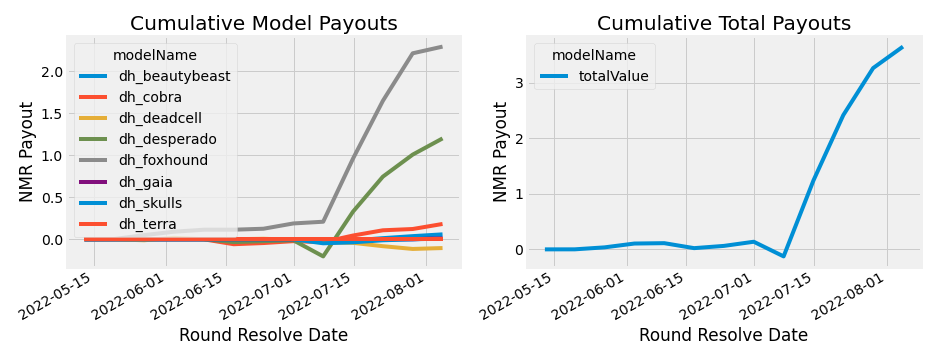 Cumulative Model Payouts
NMR Payout
2.0
1.5
1.0
0.5
0.0
modelName
dh_beautybeast
dh_cobra
dh_deadcell
dh_desperado
dh_foxhound
dh_gaia
dh_skulls
dh_terra
2022-05-15
2022-06-01
2022-06-15
2022-07-01
2022-07-15
2022-08-01
Round Resolve Date
Cumulative Total Payouts
NMR Payout
3
2
1
0
modelName
totalValue
2022-05-15
2022-06-01
2022-06-15
2022-07-01
2022-07-15
2022-08-01
Round Resolve Date